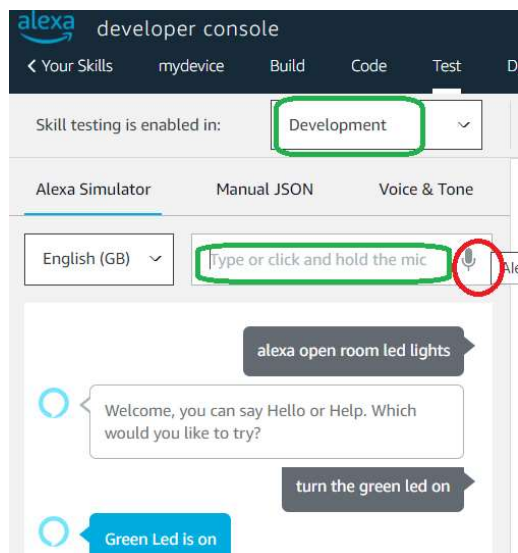 alexa developer console
< Your Skills mydevice Build Code Test D
Skill testing is enabled in: Development
Alexa Simulator Manual JSON Voice & Tone
English (GB) Type or click and hold the mic Ale
alexa open room led lights
Welcome, you can say Hello or Help. Which
would you like to try?
turn the green led on
Green Led is on